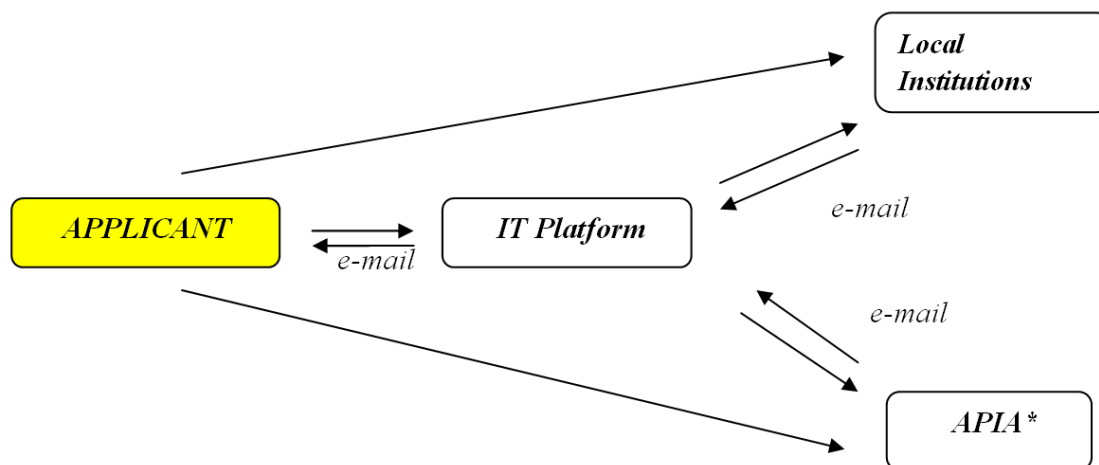 Local
Institutions
APPLICANT
IT Platform
e-mail
e-mail
e-mail
APIA*